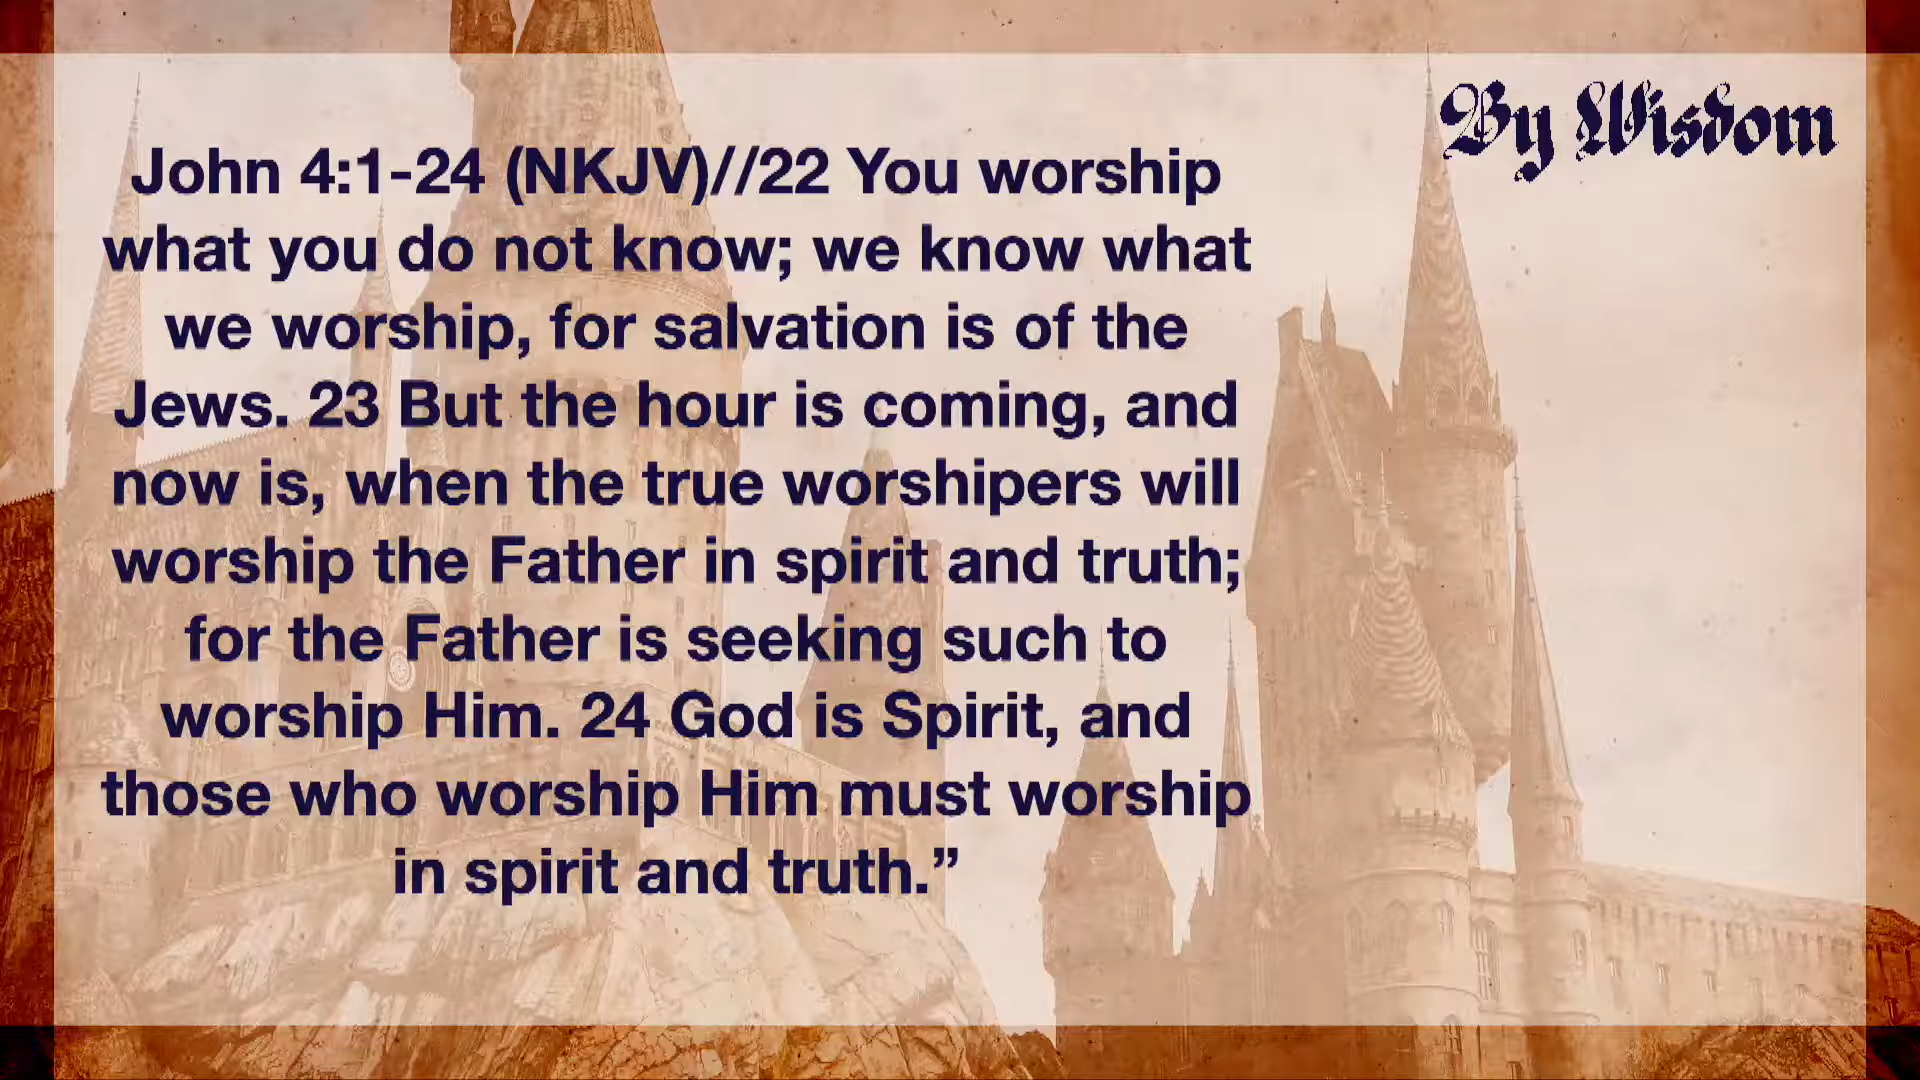 By Wisdom
John 4:1-24 (NKJV)//22 You worship
what you do not know; we know what
we worship, for salvation is of the
Jews. 23 But the hour is coming, and
now is, when the true worshipers will
worship the Father in spirit and truth;
for the Father is seeking such to
worship Him. 24 God is Spirit, and
those who worship Him must worship
in spirit and truth.”